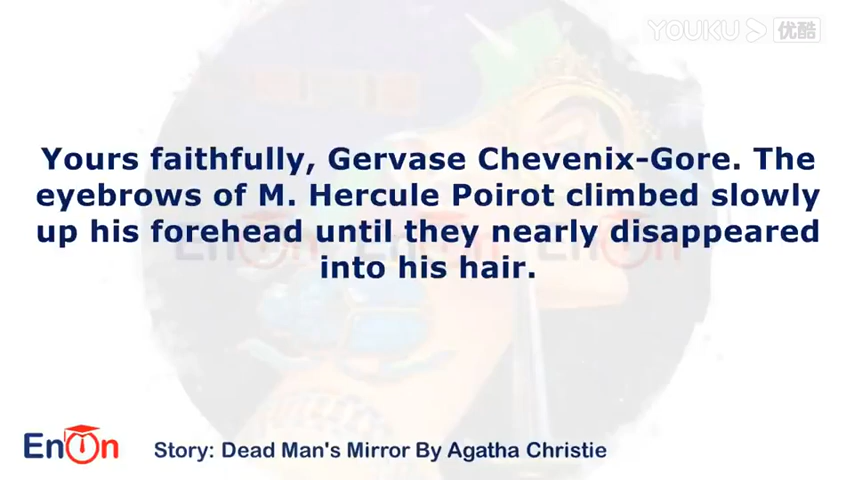 YOUKU 优酷
Yours faithfully, Gervase Chevenix-Gore. The
eyebrows of M. Hercule Poirot climbed slowly
up his forehead until they nearly disappeared
into his hair.
EnOn
Story: Dead Man's Mirror By Agatha Christie